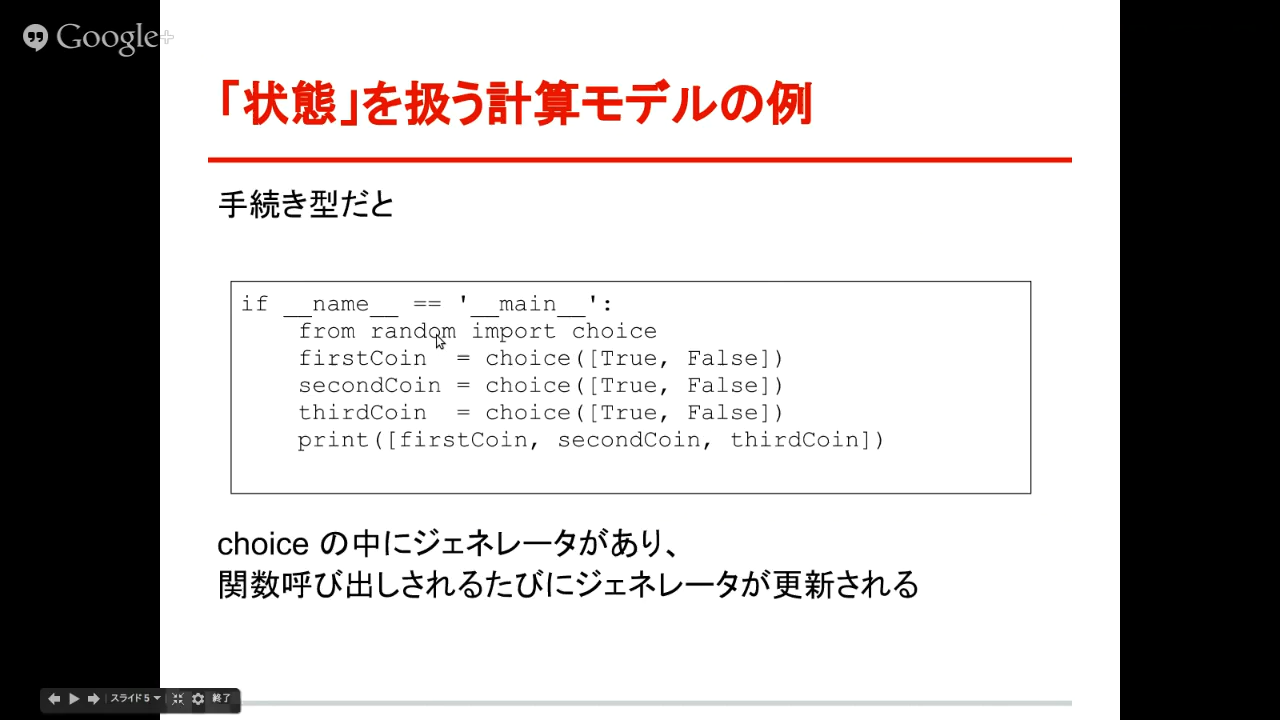 Google+
「状態」を扱う計算モデルの例
手続き型だと
if __name__ == '__main__':
    from random import choice
    firstCoin  = choice([True, False])
    secondCoin = choice([True, False])
    thirdCoin  = choice([True, False])
    print([firstCoin, secondCoin, thirdCoin])
choice の中にジェネレータがあり、
関数呼び出しされるたびにジェネレータが更新される
スライド 5 終了